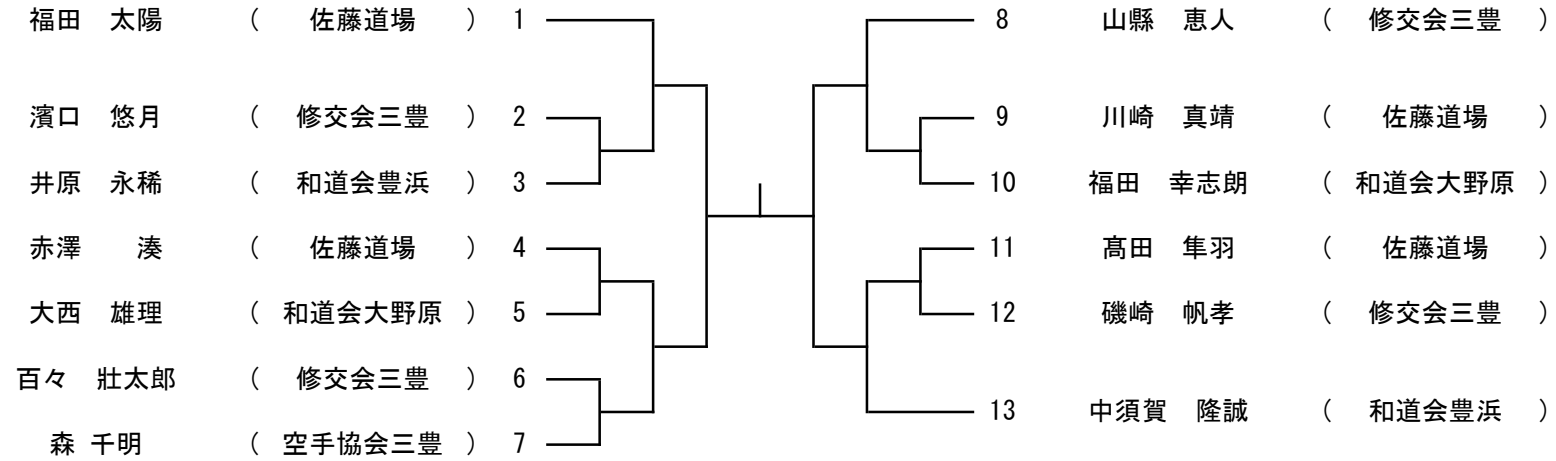 福田　太陽　（　佐藤道場　）　1
濱口　悠月　（　修交会三豊　）　2
井原　永稀　（　和道会豊浜　）　3
赤澤　　湊　（　佐藤道場　）　4
大西　雄理　（　和道会大野原　）　5
百々　壯太郎　（　修交会三豊　）　6
森 千明　（　空手協会三豊　）　7
8　山縣　恵人　（　修交会三豊　）
9　川崎　真靖　（　佐藤道場　）
10　福田　幸志朗　（　和道会大野原　）
11　髙田　隼羽　（　佐藤道場　）
12　磯崎　帆孝　（　修交会三豊　）
13　中須賀　隆誠　（　和道会豊浜　）